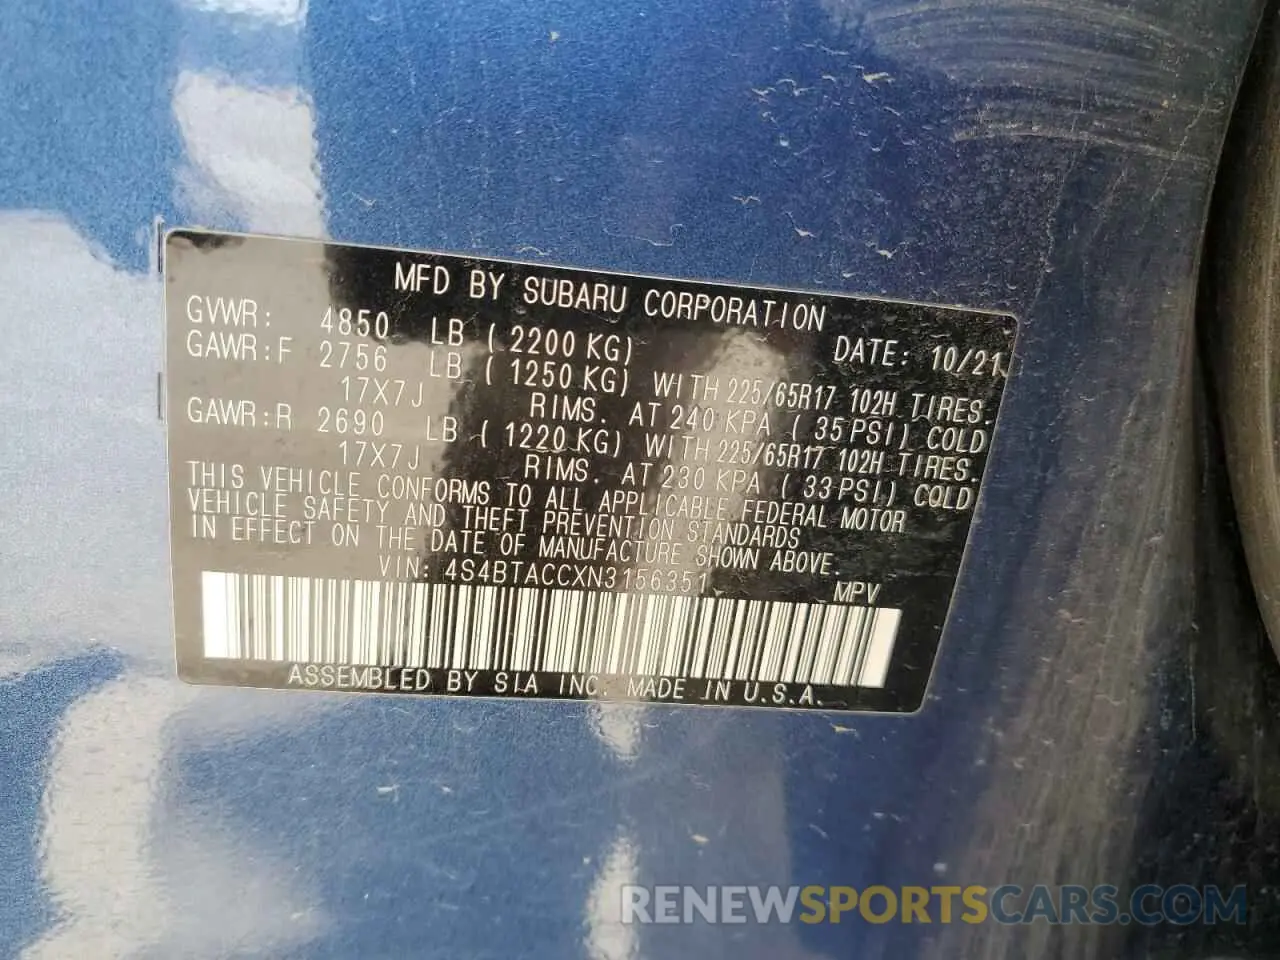 MFD BY SUBARU CORPORATION
GVWR: 4850 LB (2200 KG) DATE: 10/21
GAWR:F 2756 LB (1250 KG) WITH 225/65R17 102H TIRES.
17X7J RIMS. AT 240 KPA (35 PSI) COLD
GAWR:R 2690 LB (1220 KG) WITH 225/65R17 102H TIRES.
17X7J RIMS. AT 230 KPA (33 PSI) COLD
THIS VEHICLE CONFORMS TO ALL APPLICABLE FEDERAL MOTOR
VEHICLE SAFETY AND THEFT PREVENTION STANDARDS
IN EFFECT ON THE DATE OF MANUFACTURE SHOWN ABOVE.
VIN: 4S4BTACCXN3156351 MPV
ASSEMBLED BY SIA INC. MADE IN U.S.A.
RENEWSPORTSCARS.COM